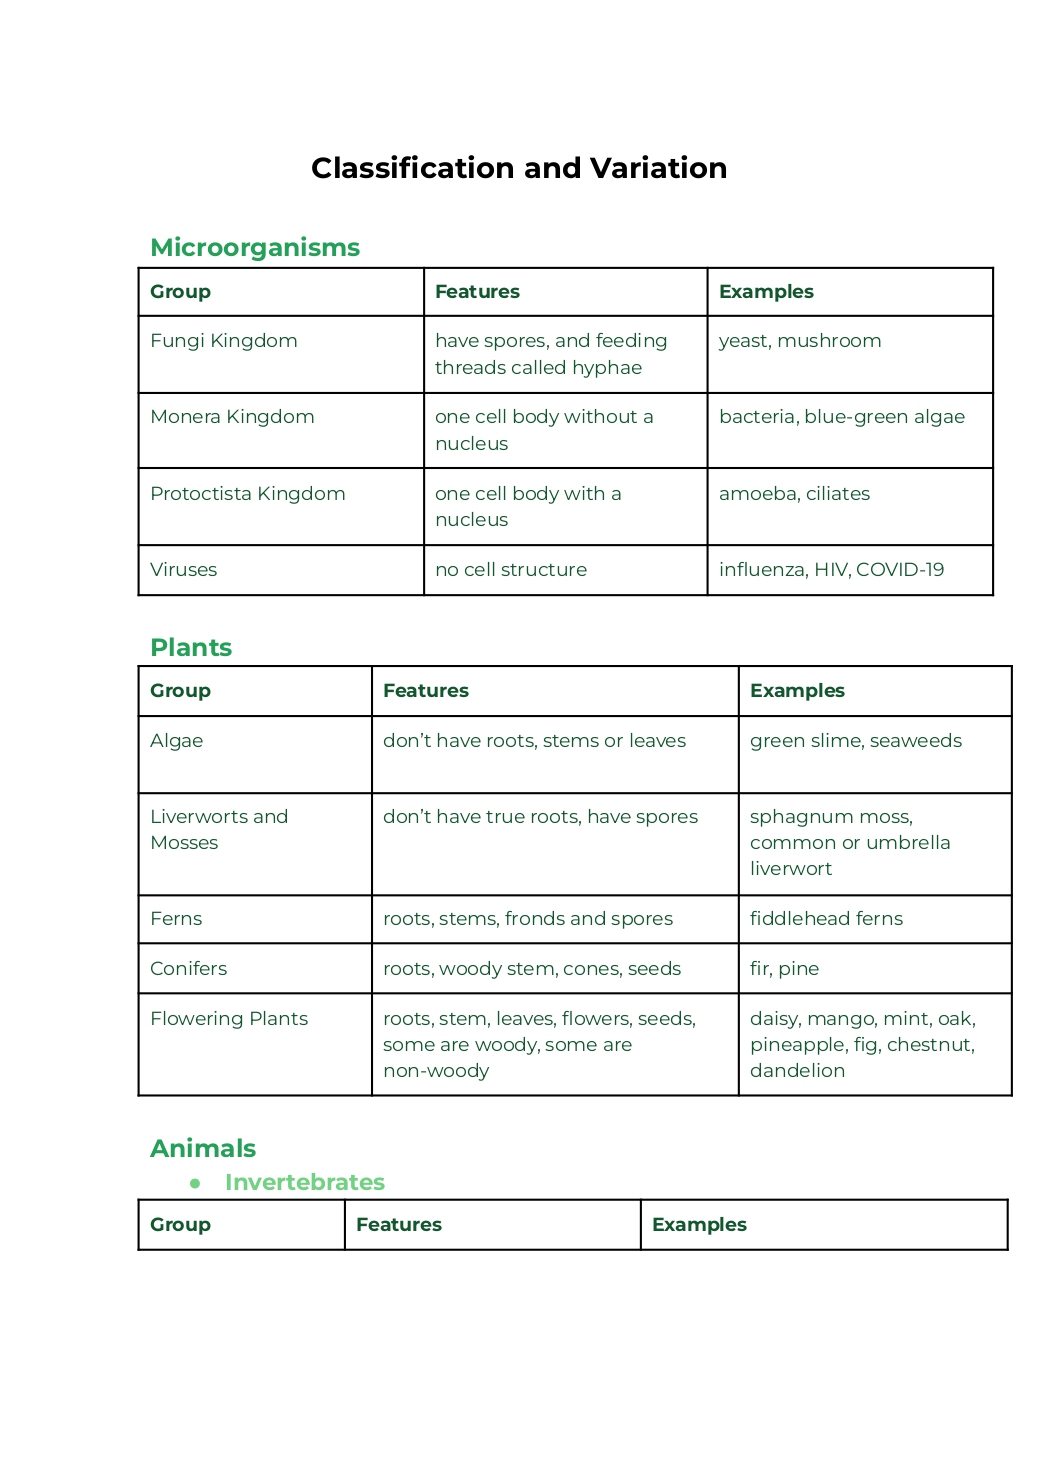 Classification and Variation
Microorganisms
Group Features Examples
Fungi Kingdom have spores, and feeding yeast, mushroom
threads called hyphae
Monera Kingdom one cell body without a bacteria, blue-green algae
nucleus
Protoctista Kingdom one cell body with a amoeba, ciliates
nucleus
Viruses no cell structure influenza, HIV, COVID-19
Plants
Group Features Examples
Algae don’t have roots, stems or leaves green slime, seaweeds
Liverworts and don’t have true roots, have spores sphagnum moss,
Mosses common or umbrella
liverwort
Ferns roots, stems, fronds and spores fiddlehead ferns
Conifers roots, woody stem, cones, seeds fir, pine
Flowering Plants roots, stem, leaves, flowers, seeds, daisy, mango, mint, oak,
some are woody, some are pineapple, fig, chestnut,
non-woody dandelion
Animals
● Invertebrates
Group Features Examples